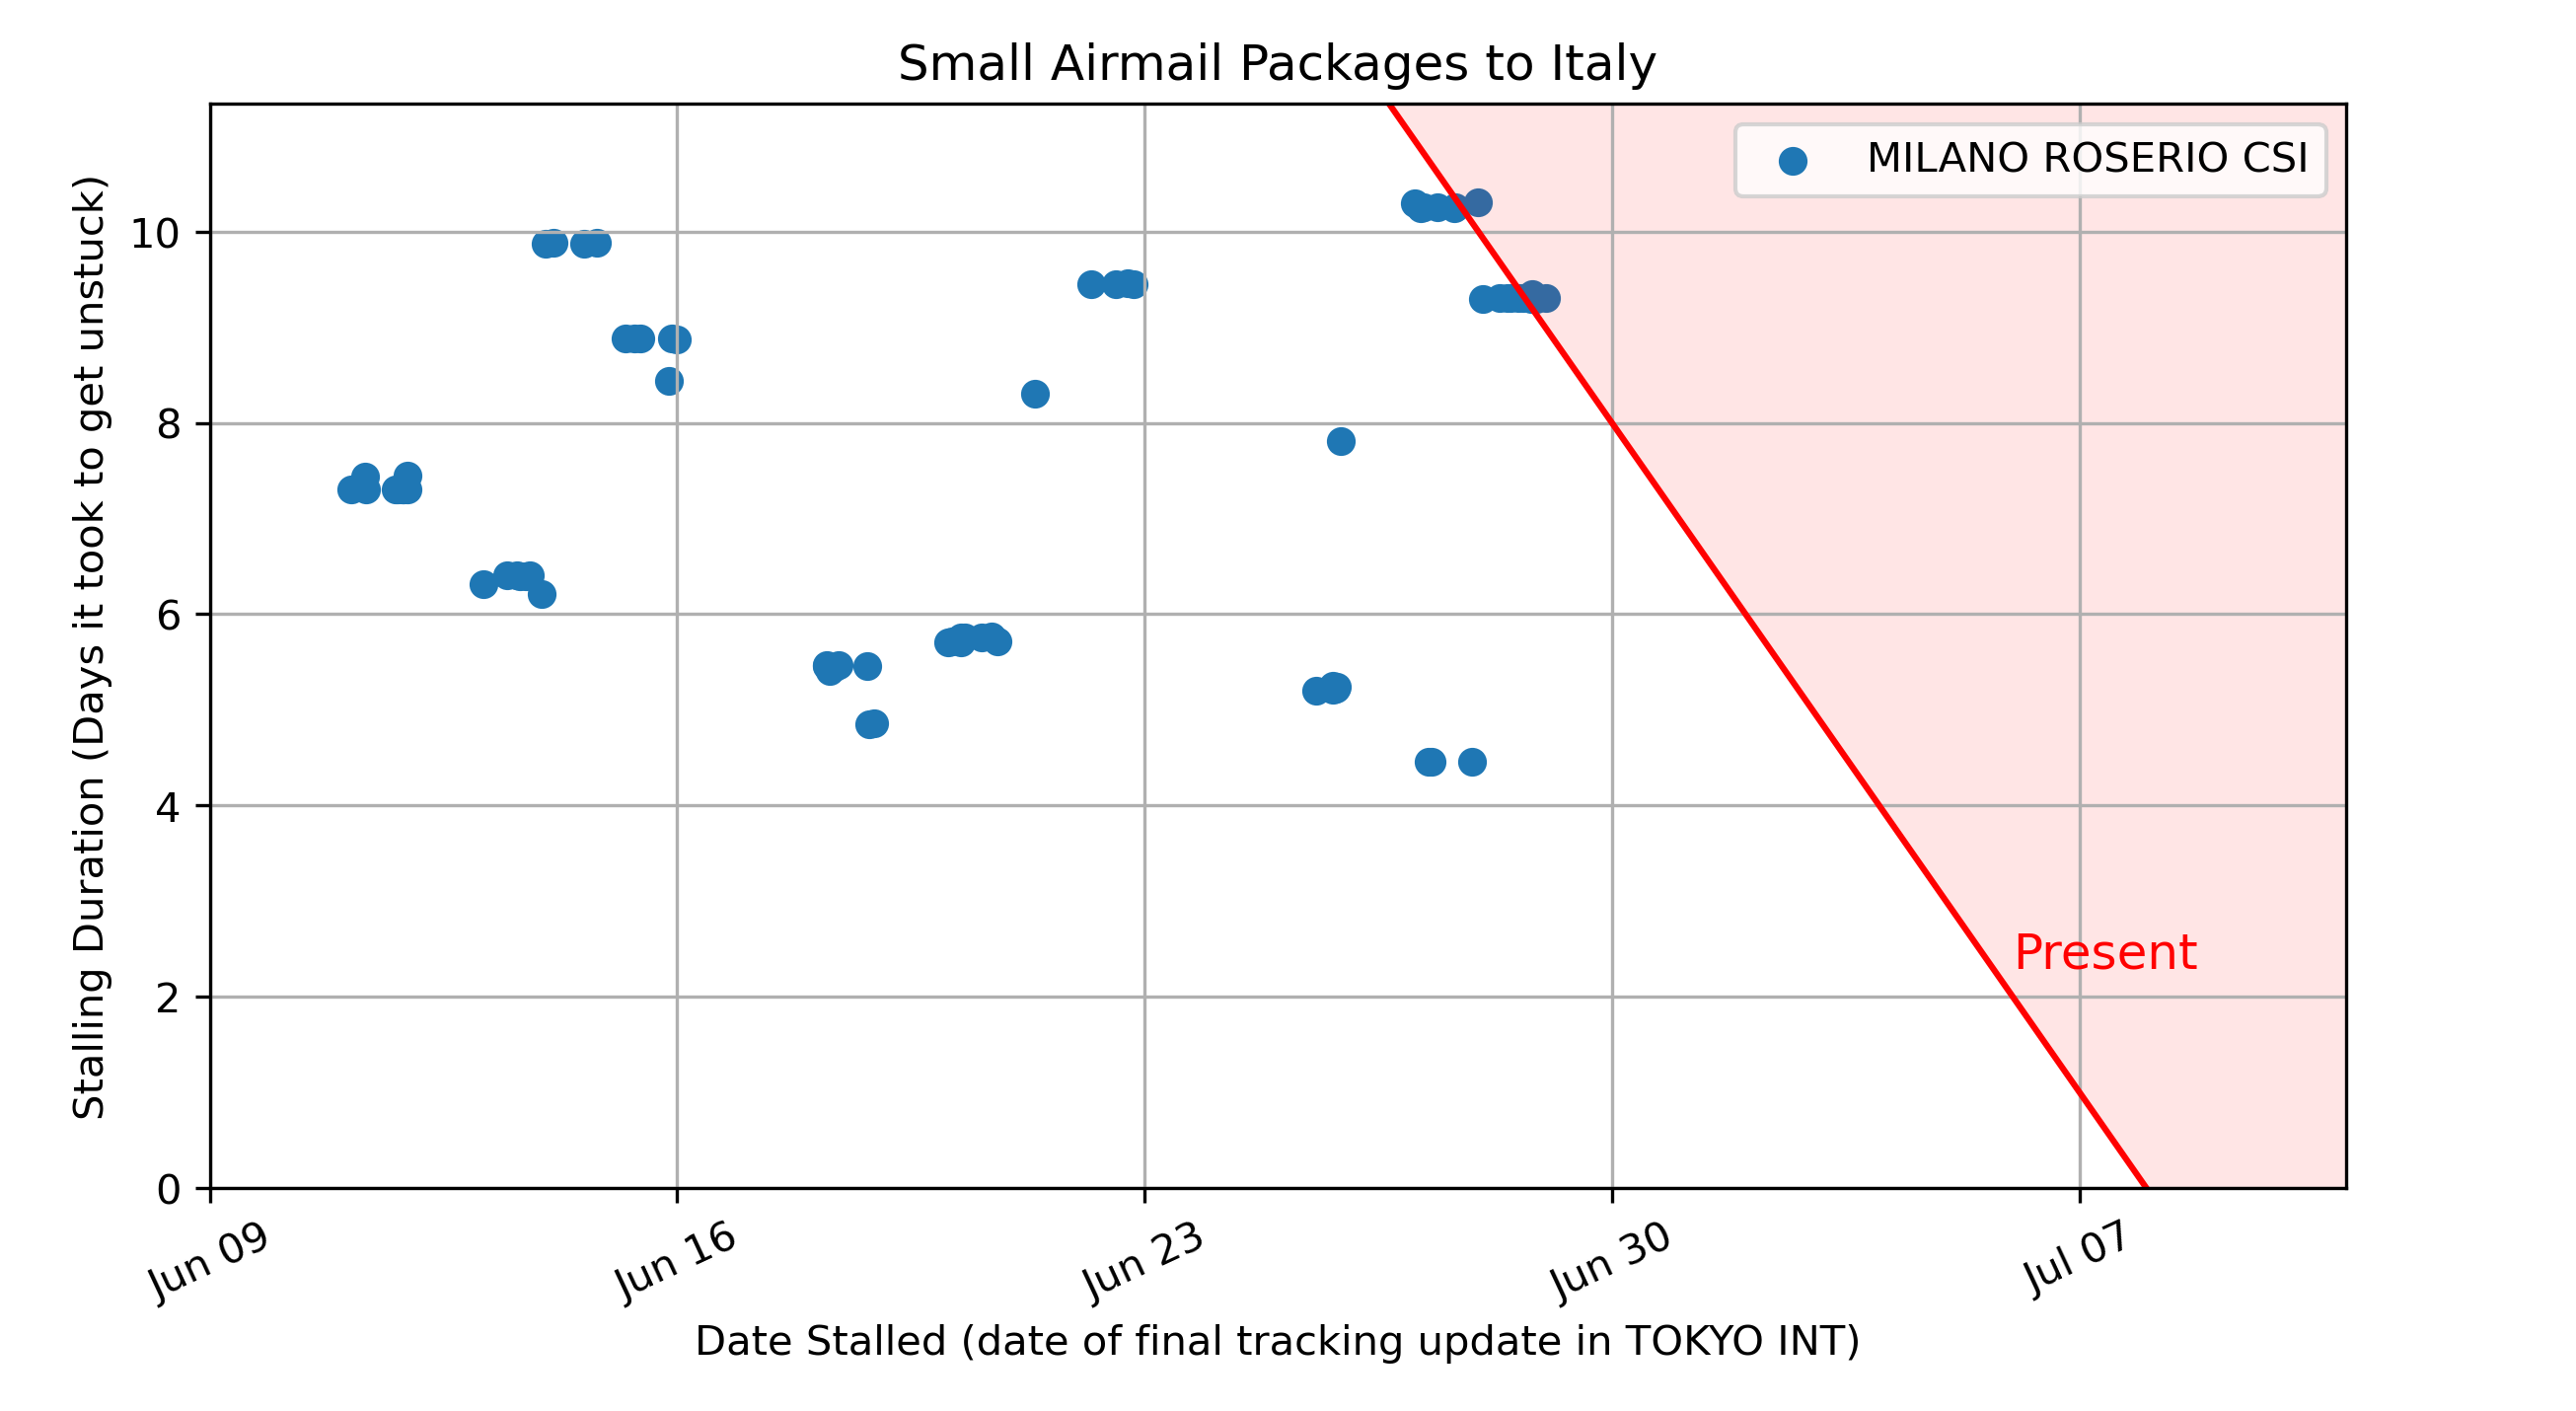 Small Airmail Packages to Italy
MILANO ROSERIO CSI
Stalling Duration (Days it took to get unstuck)
10
8
6
4
2
0
Present
Jun 09
Jun 16
Jun 23
Jun 30
Jul 07
Date Stalled (date of final tracking update in TOKYO INT)